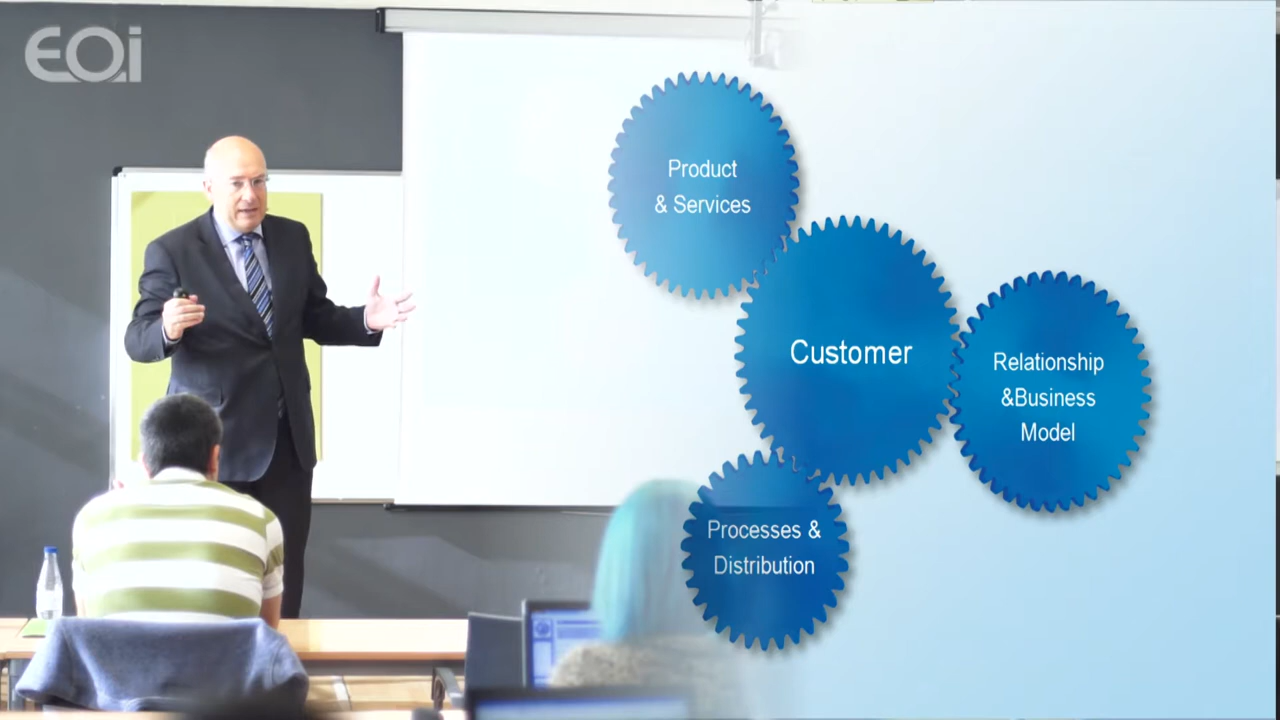 EOi
Product
& Services
Customer
Relationship
&Business
Model
Processes &
Distribution